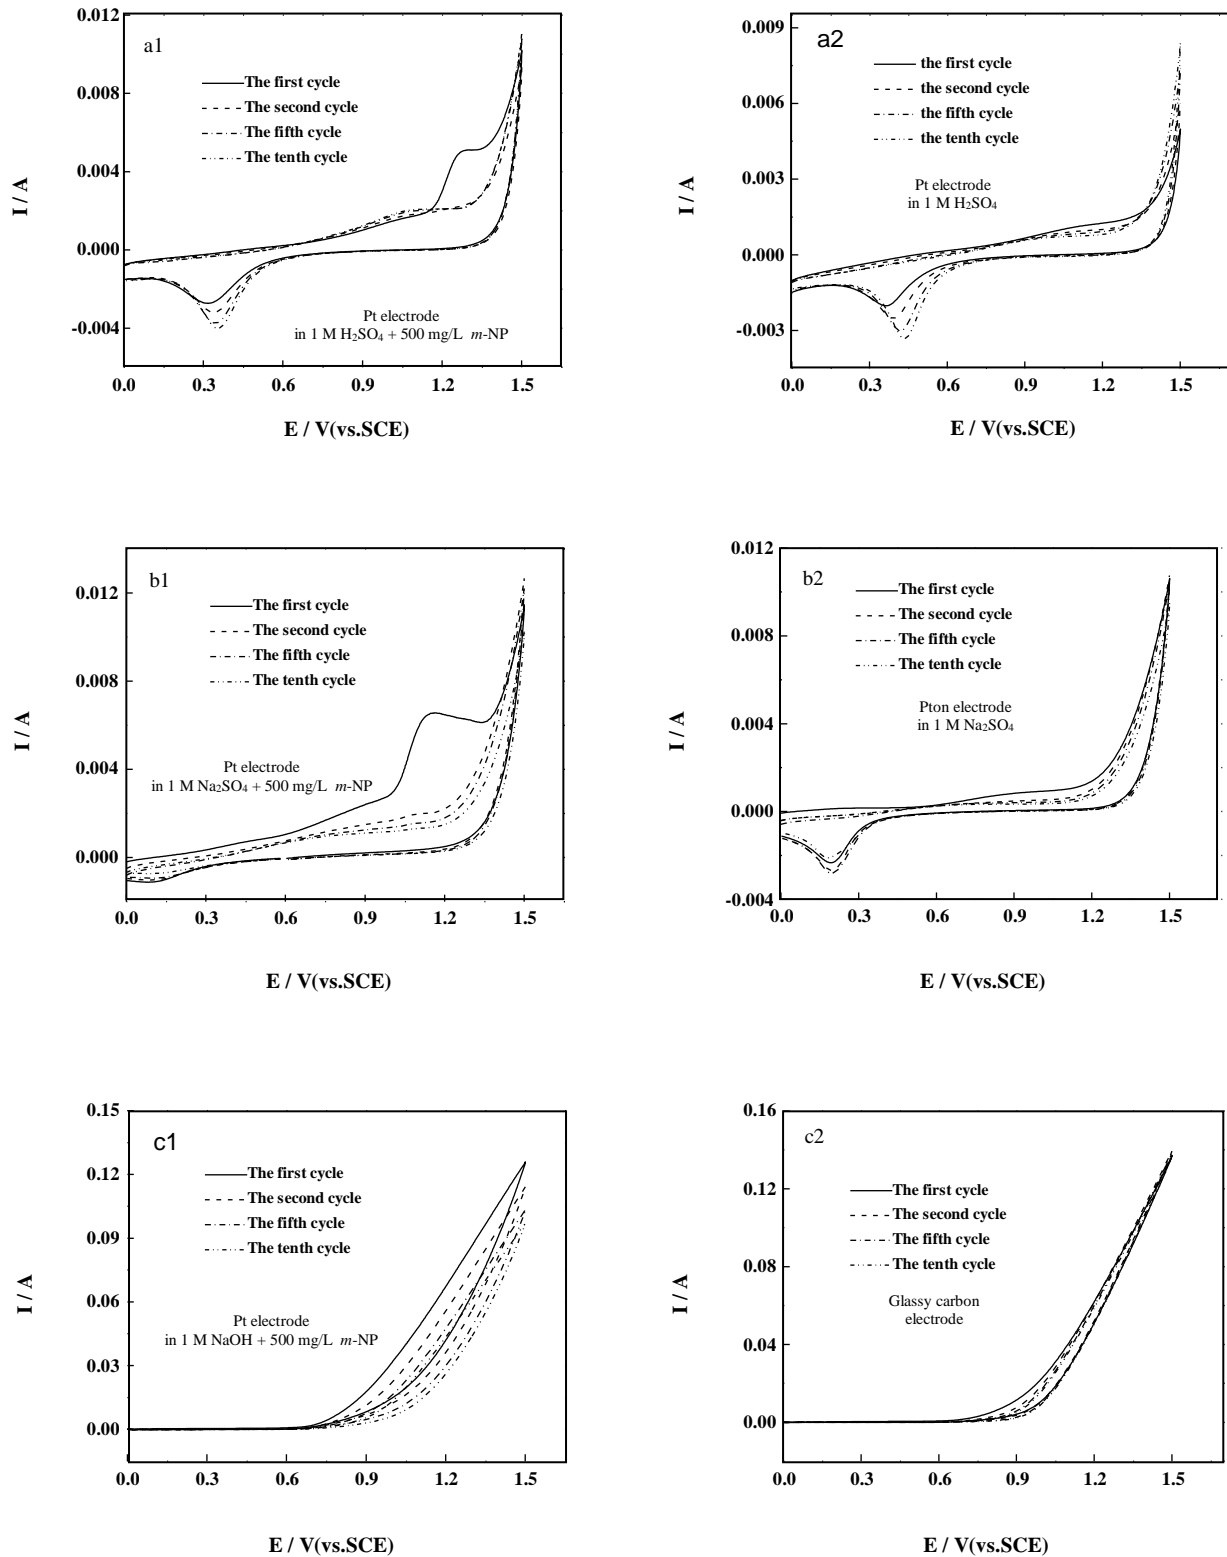 a1
The first cycle
The second cycle
The fifth cycle
The tenth cycle
Pt electrode
in 1 M H₂SO₄ + 500 mg/L m-NP
0.012
0.008
0.004
0.000
-0.004
0.0 0.3 0.6 0.9 1.2 1.5
I / A
E / V(vs.SCE)
a2
the first cycle
the second cycle
the fifth cycle
the tenth cycle
Pt electrode
in 1 M H₂SO₄
0.009
0.006
0.003
0.000
-0.003
0.0 0.3 0.6 0.9 1.2 1.5
I / A
E / V(vs.SCE)
b1
The first cycle
The second cycle
The fifth cycle
The tenth cycle
Pt electrode
in 1 M Na₂SO₄ + 500 mg/L m-NP
0.012
0.008
0.004
0.000
0.0 0.3 0.6 0.9 1.2 1.5
I / A
E / V(vs.SCE)
b2
The first cycle
The second cycle
The fifth cycle
The tenth cycle
Pton electrode
in 1 M Na₂SO₄
0.012
0.008
0.004
0.000
-0.004
0.0 0.3 0.6 0.9 1.2 1.5
I / A
E / V(vs.SCE)
c1
The first cycle
The second cycle
The fifth cycle
The tenth cycle
Pt electrode
in 1 M NaOH + 500 mg/L m-NP
0.15
0.12
0.09
0.06
0.03
0.00
0.0 0.3 0.6 0.9 1.2 1.5
I / A
E / V(vs.SCE)
c2
The first cycle
The second cycle
The fifth cycle
The tenth cycle
Glassy carbon
electrode
0.16
0.12
0.08
0.04
0.00
0.0 0.3 0.6 0.9 1.2 1.5
I / A
E / V(vs.SCE)